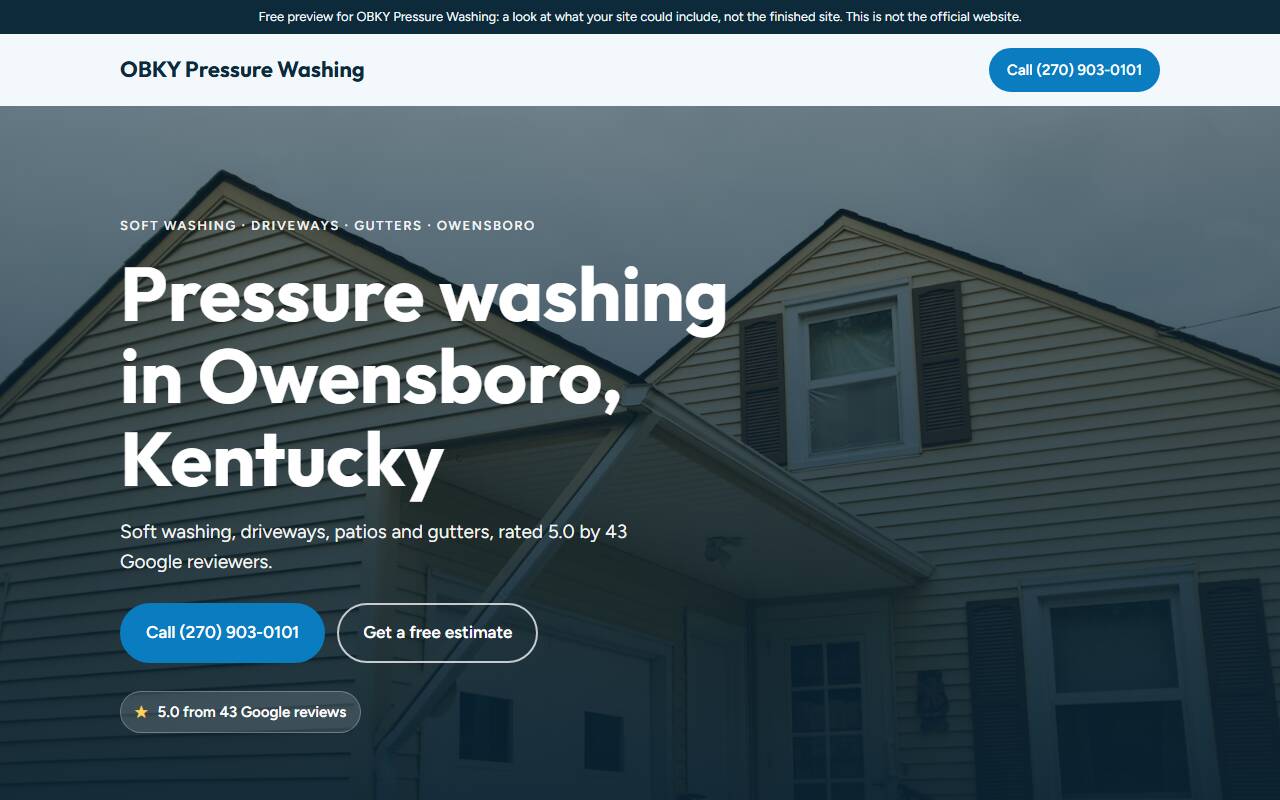 Free preview for OBKY Pressure Washing: a look at what your site could include, not the finished site. This is not the official website.
OBKY Pressure Washing
Call (270) 903-0101
SOFT WASHING · DRIVEWAYS · GUTTERS · OWENSBORO
Pressure washing
in Owensboro,
Kentucky
Soft washing, driveways, patios and gutters, rated 5.0 by 43
Google reviewers.
Call (270) 903-0101
Get a free estimate
★ 5.0 from 43 Google reviews